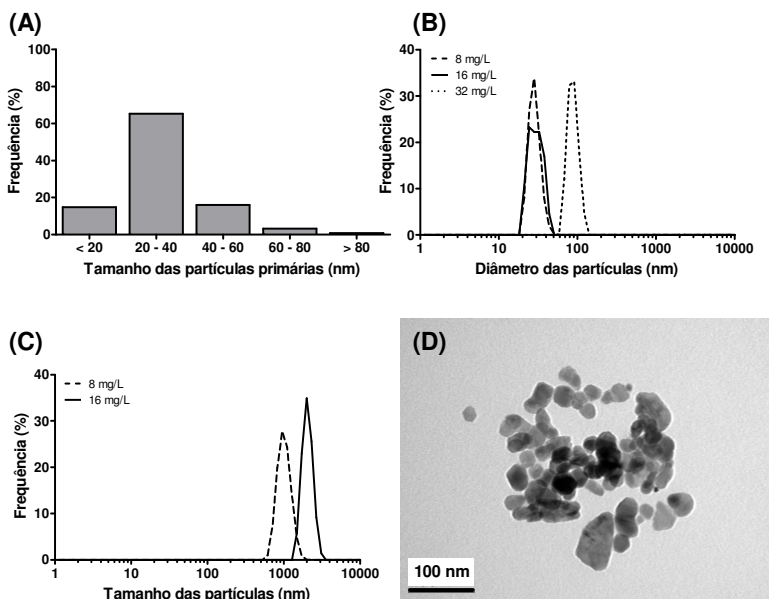 (A)
Frequência (%)
100
80
60
40
20
0
< 20
20 - 40
40 - 60
60 - 80
> 80
Tamanho das partículas primárias (nm)
(B)
Frequência (%)
40
30
20
10
0
8 mg/L
16 mg/L
32 mg/L
1
10
100
1000
10000
Diâmetro das partículas (nm)
(C)
Frequência (%)
40
30
20
10
0
8 mg/L
16 mg/L
1
10
100
1000
10000
Tamanho das partículas (nm)
(D)
100 nm